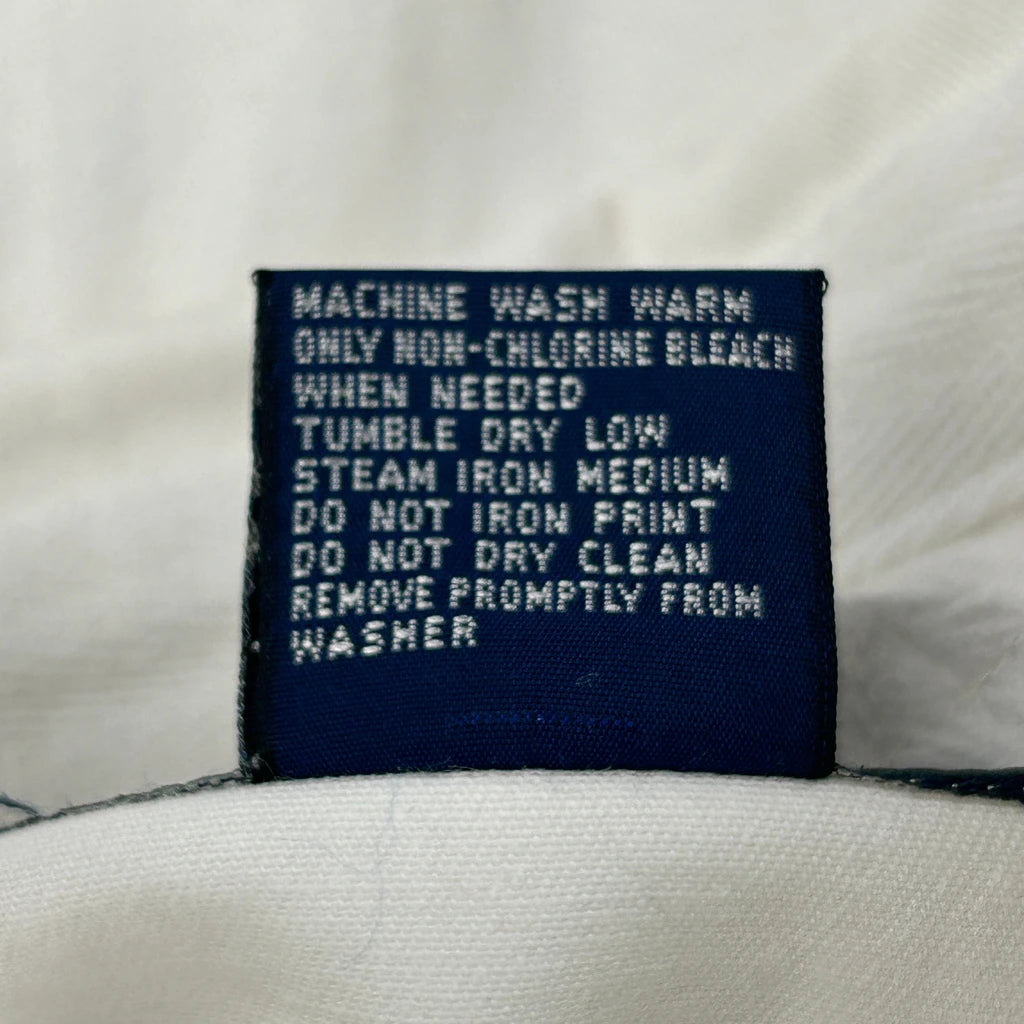 MACHINE WASH WARM
ONLY NON-CHLORINE BLEACH
WHEN NEEDED
TUMBLE DRY LOW
STEAM IRON MEDIUM
DO NOT IRON PRINT
DO NOT DRY CLEAN
REMOVE PROMPTLY FROM
WASHER